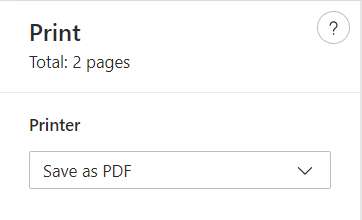 Print
?
Total: 2 pages
Printer
Save as PDF